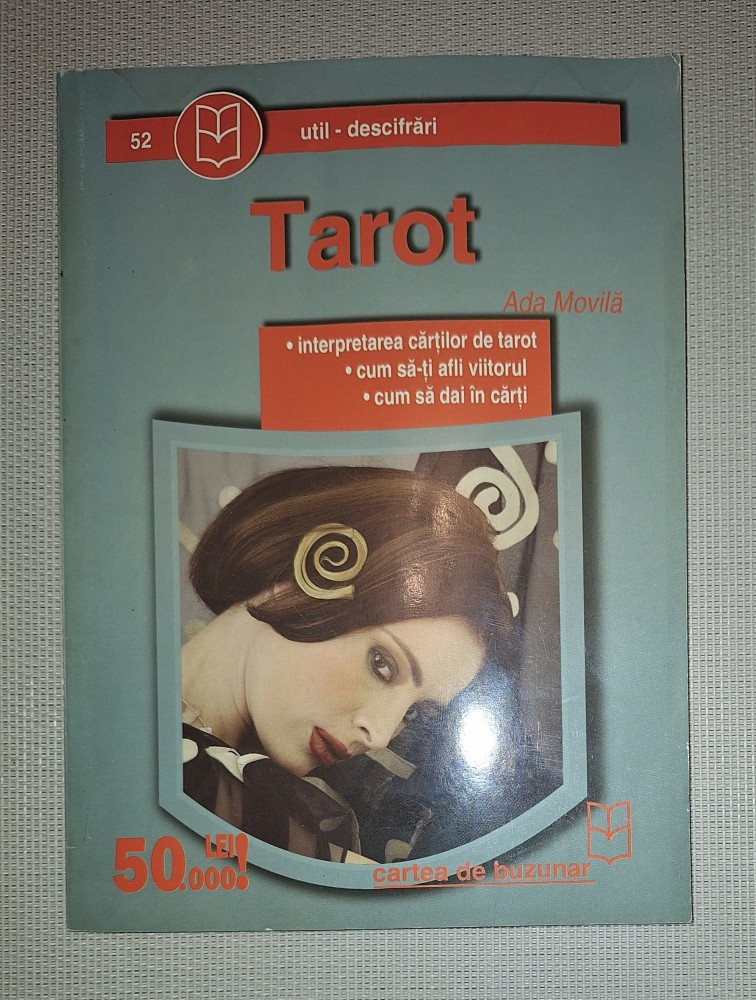 52
util - descifrări
Tarot
Ada Movilă
• interpretarea cărților de tarot
• cum să-ți afli viitorul
• cum să dai în cărți
50.000 LEI!
cartea de buzunar